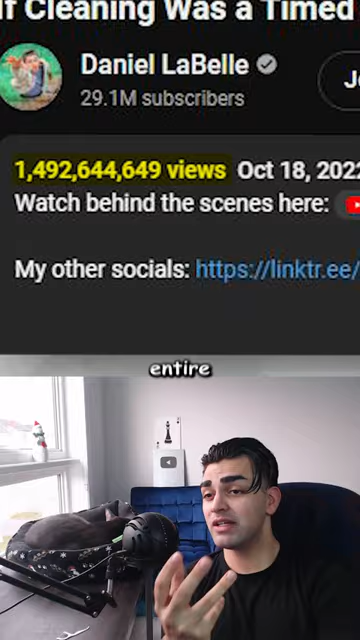 If Cleaning Was a Timed
Daniel LaBelle
29.1M subscribers
1,492,644,649 views Oct 18, 2022
Watch behind the scenes here:
My other socials: https://linktr.ee/
entire